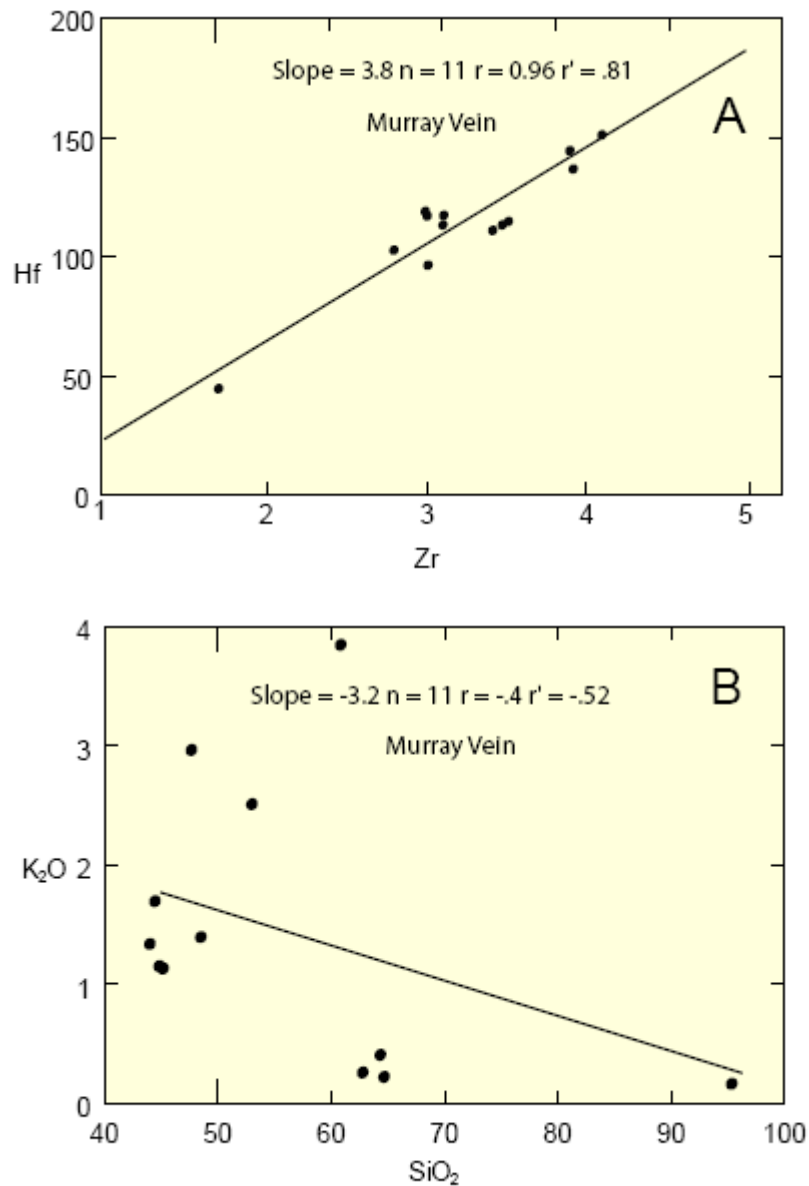 200
Slope = 3.8 n = 11 r = 0.96 r' = .81
A
Murray Vein
150
100
Hf
50
0
1 2 3 4 5
Zr
4
Slope = -3.2 n = 11 r = -.4 r' = -.52
B
Murray Vein
3
K₂O 2
1
0
40 50 60 70 80 90 100
SiO₂